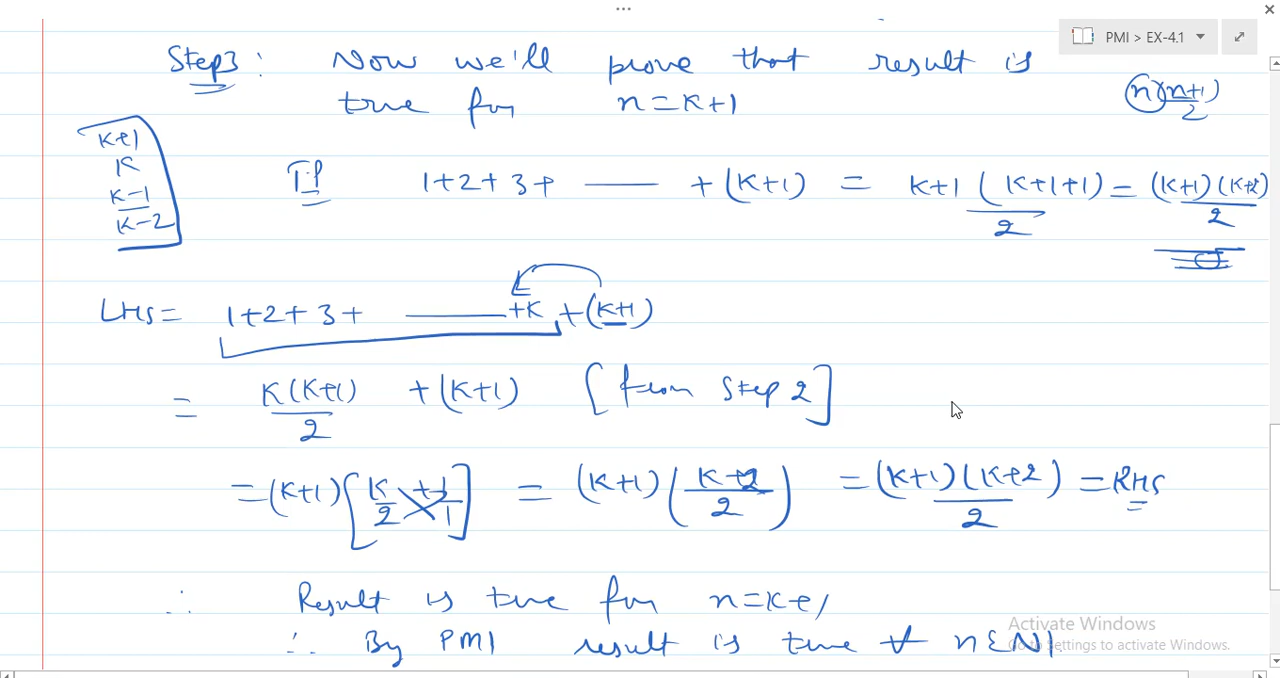 PMI > EX-4.1
Step3: Now we'll prove that result is
true for n=K+1
n(n+1)/2
K+1
K
K-1
K-2
TP 1+2+3+ —— +(K+1) = K+1(K+1+1)/2 = (K+1)(K+2)/2
LHS= 1+2+3+ ———+K +(K+1)
= K(K+1)/2 +(K+1) [from Step 2]
=(K+1)[K/2 +1/1] = (K+1)(K+2/2) =(K+1)(K+2)/2 =RHS
∴ Result is true for n=K+1
∴ By PMI result is true ∀ n∈N
Activate Windows
Go to Settings to activate Windows.